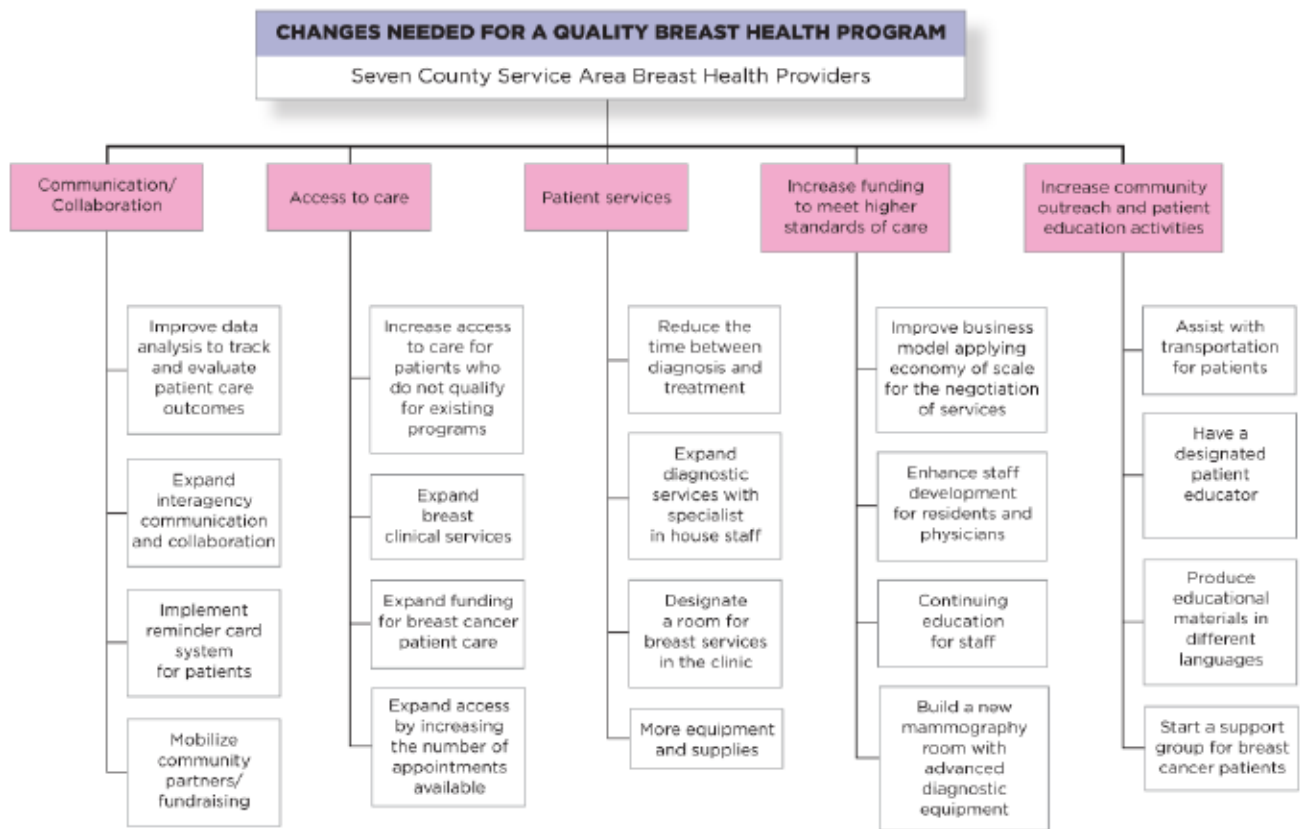 CHANGES NEEDED FOR A QUALITY BREAST HEALTH PROGRAM
Seven County Service Area Breast Health Providers
Communication/
Collaboration
Improve data
analysis to track
and evaluate
patient care
outcomes
Expand
interagency
communication
and collaboration
Implement
reminder card
system
for patients
Mobilize
community
partners/
fundraising
Access to care
Increase access
to care for
patients who
do not qualify
for existing
programs
Expand
breast
clinical services
Expand funding
for breast cancer
patient care
Expand access
by increasing
the number of
appointments
available
Patient services
Reduce the
time between
diagnosis and
treatment
Expand
diagnostic
services with
specialist
in house staff
Designate
a room for
breast services
in the clinic
More equipment
and supplies
Increase funding
to meet higher
standards of care
Improve business
model applying
economy of scale
for the negotiation
of services
Enhance staff
development
for residents and
physicians
Continuing
education
for staff
Build a new
mammography
room with
advanced
diagnostic
equipment
Increase community
outreach and patient
education activities
Assist with
transportation
for patients
Have a
designated
patient
educator
Produce
educational
materials in
different
languages
Start a support
group for breast
cancer patients